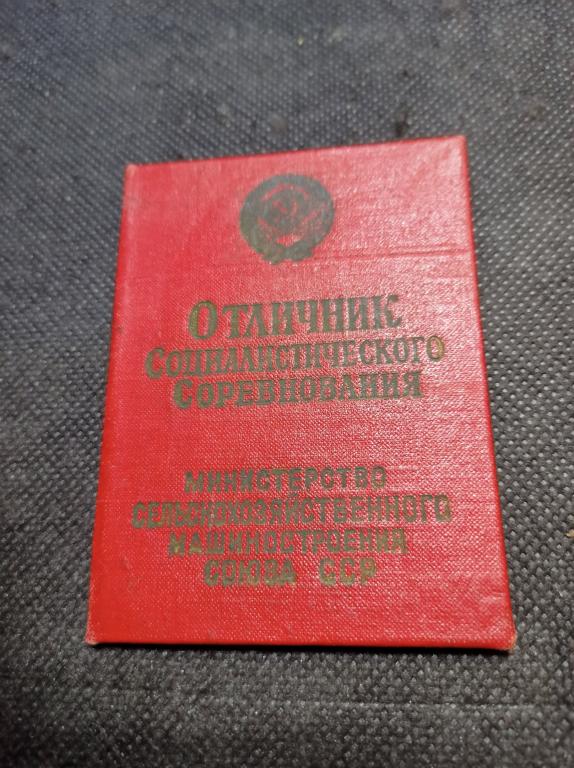 Отличник
Социалистического
Соревнования
МИНИСТЕРСТВО
СЕЛЬСКОХОЗЯЙСТВЕННОГО
МАШИНОСТРОЕНИЯ
СОЮЗА ССР